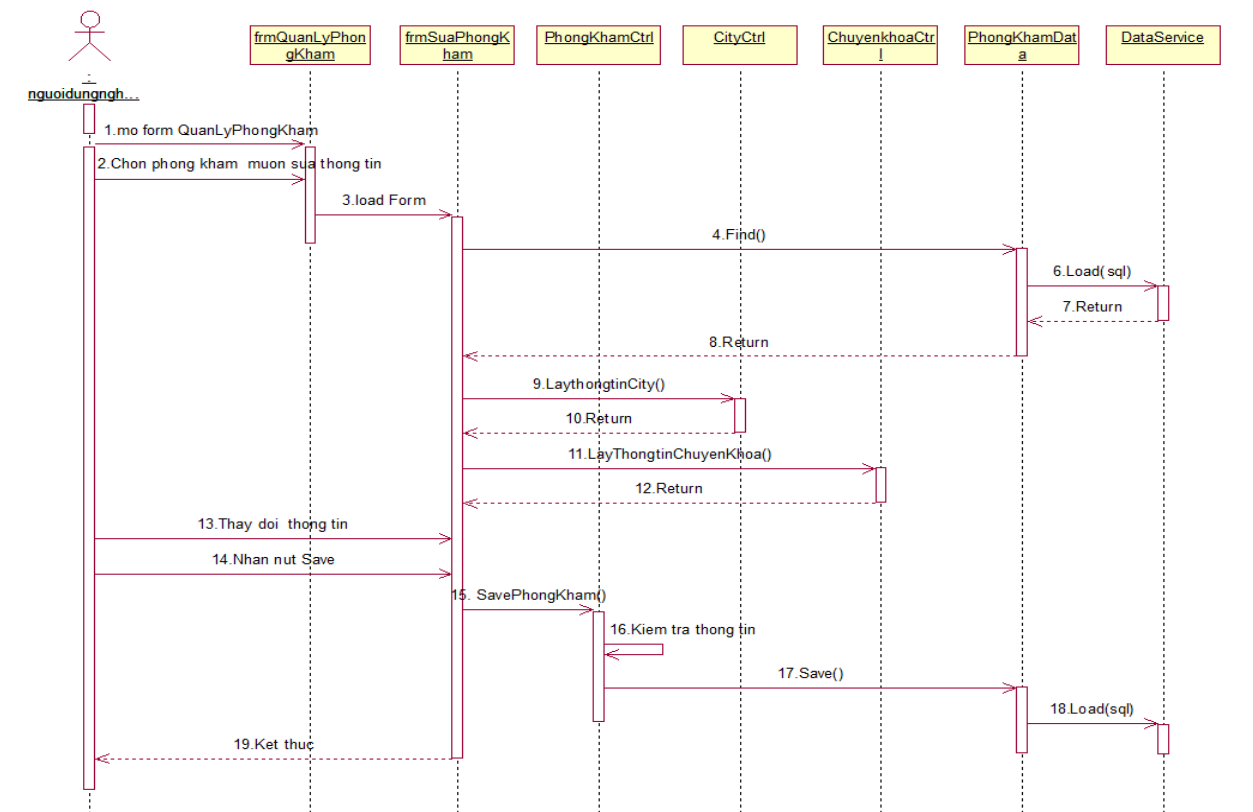 frmQuanLyPhon
gKham
frmSuaPhongK
ham
PhongKhamCtrl
CityCtrl
ChuyenkhoaCtr
l
PhongKhamDat
a
DataService
:
nguoidungngh...
1.mo form QuanLyPhongKham
2.Chon phong kham muon sua thong tin
3.load Form
4.Find()
6.Load(sql)
7.Return
8.Return
9.LaythongtinCity()
10.Return
11.LayThongtinChuyenKhoa()
12.Return
13.Thay doi thong tin
14.Nhan nut Save
15. SavePhongKham()
16.Kiem tra thong tin
17.Save()
18.Load(sql)
19.Ket thuc